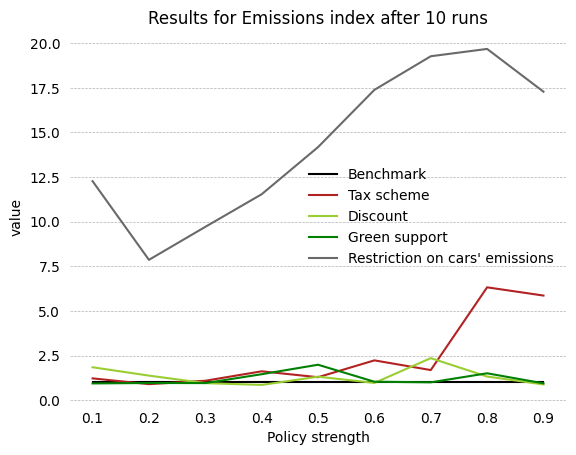 Results for Emissions index after 10 runs
20.0
17.5
15.0
12.5
10.0
7.5
5.0
2.5
0.0
value
Benchmark
Tax scheme
Discount
Green support
Restriction on cars' emissions
0.1 0.2 0.3 0.4 0.5 0.6 0.7 0.8 0.9
Policy strength